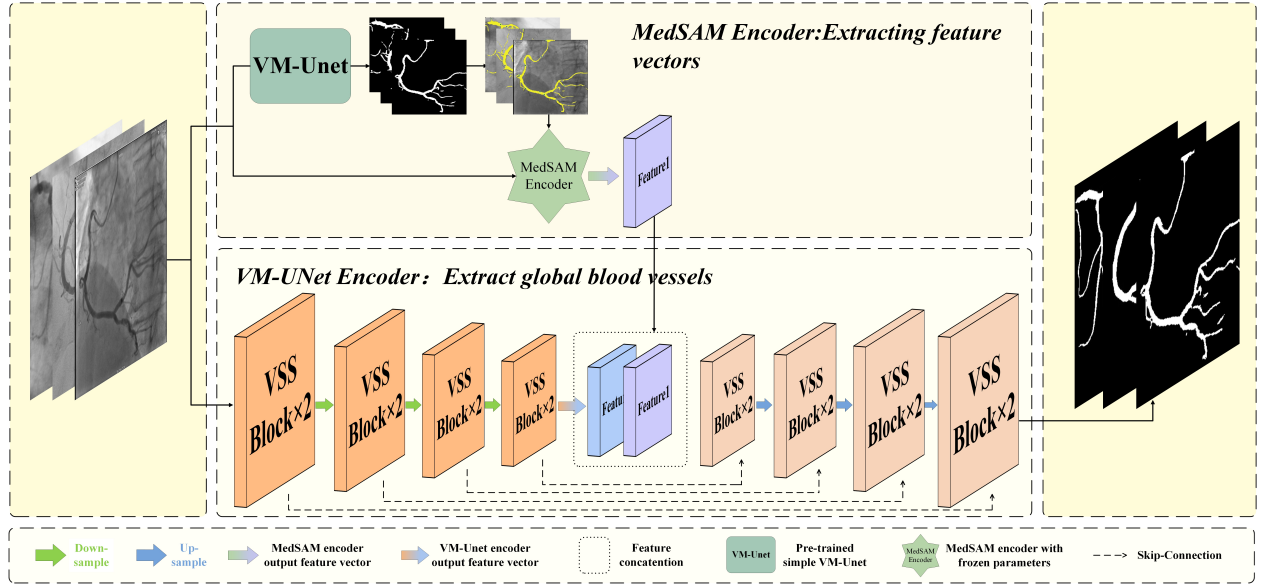 MedSAM Encoder:Extracting feature
vectors
VM-Unet
MedSAM
Encoder
Feature1
VM-UNet Encoder：Extract global blood vessels
VSS
Block×2
VSS
Block×2
VSS
Block×2
VSS
Block×2
Featu
Feature1
VSS
Block×2
VSS
Block×2
VSS
Block×2
VSS
Block×2
Down-
sample
Up-
sample
MedSAM encoder
output feature vector
VM-Unet encoder
output feature vector
Feature
concatention
VM-Unet
Pre-trained
simple VM-Unet
MedSAM
Encoder
MedSAM encoder with
frozen parameters
Skip-Connection